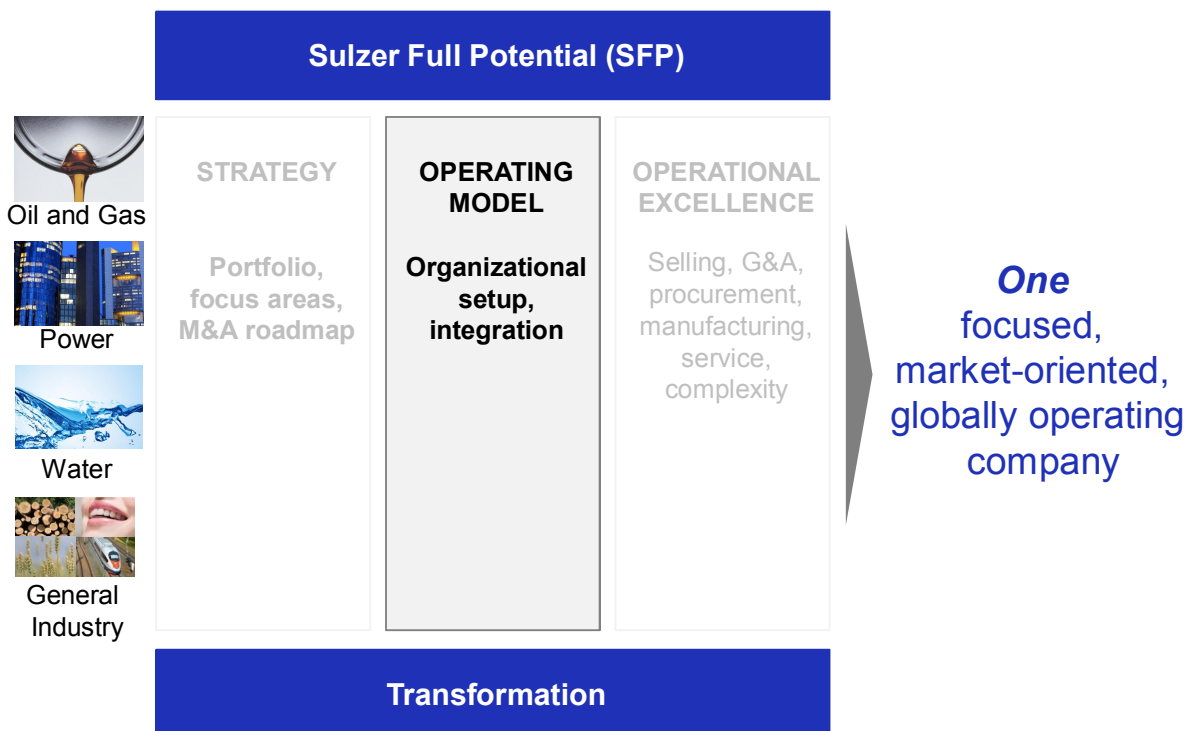 Sulzer Full Potential (SFP)
Oil and Gas
Power
Water
General
Industry
STRATEGY
Portfolio,
focus areas,
M&A roadmap
OPERATING
MODEL
Organizational
setup,
integration
OPERATIONAL
EXCELLENCE
Selling, G&A,
procurement,
manufacturing,
service,
complexity
One
focused,
market-oriented,
globally operating
company
Transformation